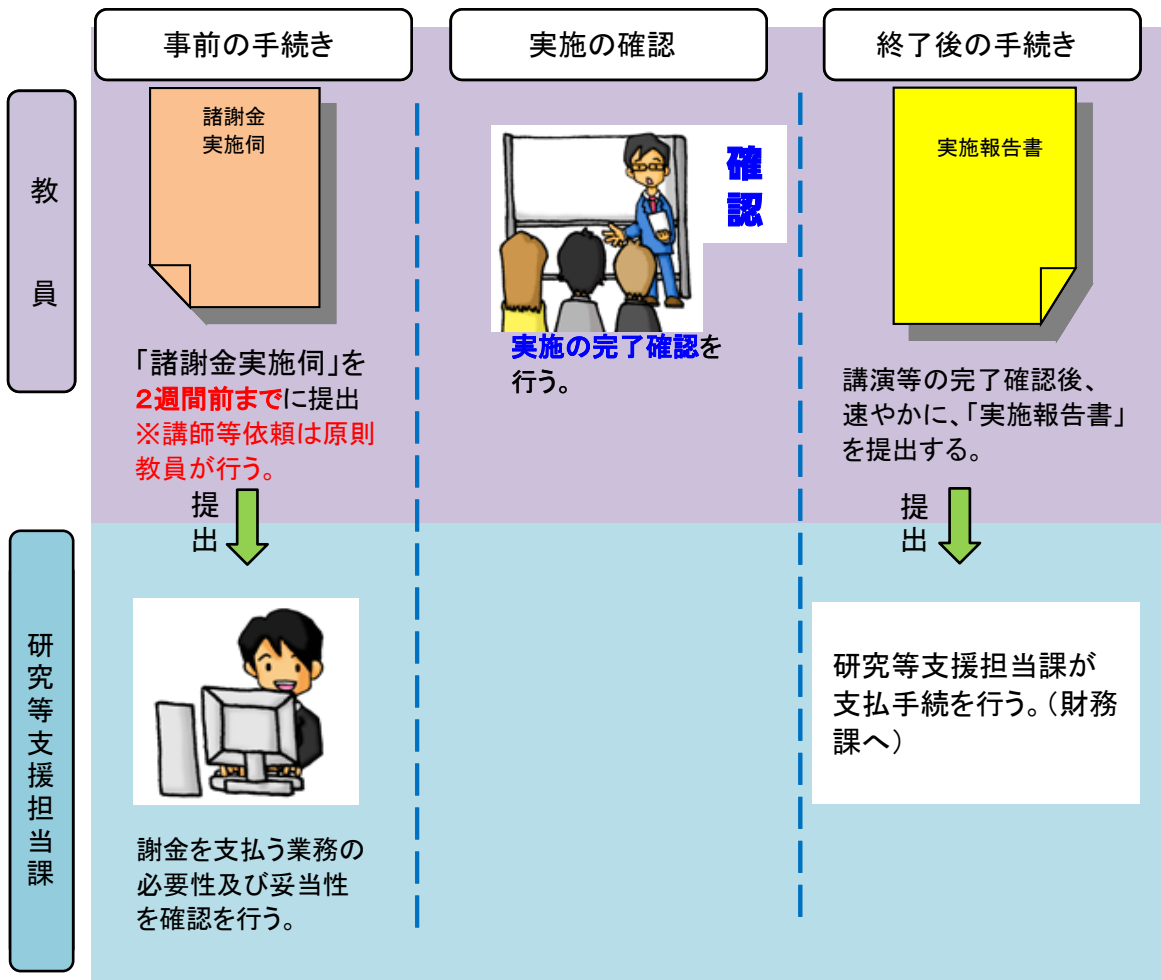 事前の手続き
実施の確認
終了後の手続き
教員
諸謝金
実施伺
「諸謝金実施伺」を
2週間前までに提出
※講師等依頼は原則
教員が行う。
提出
確認
実施の完了確認を
行う。
実施報告書
講演等の完了確認後、
速やかに、「実施報告書」
を提出する。
提出
研究等支援担当課
謝金を支払う業務の
必要性及び妥当性
を確認を行う。
研究等支援担当課が
支払手続を行う。(財務
課へ)